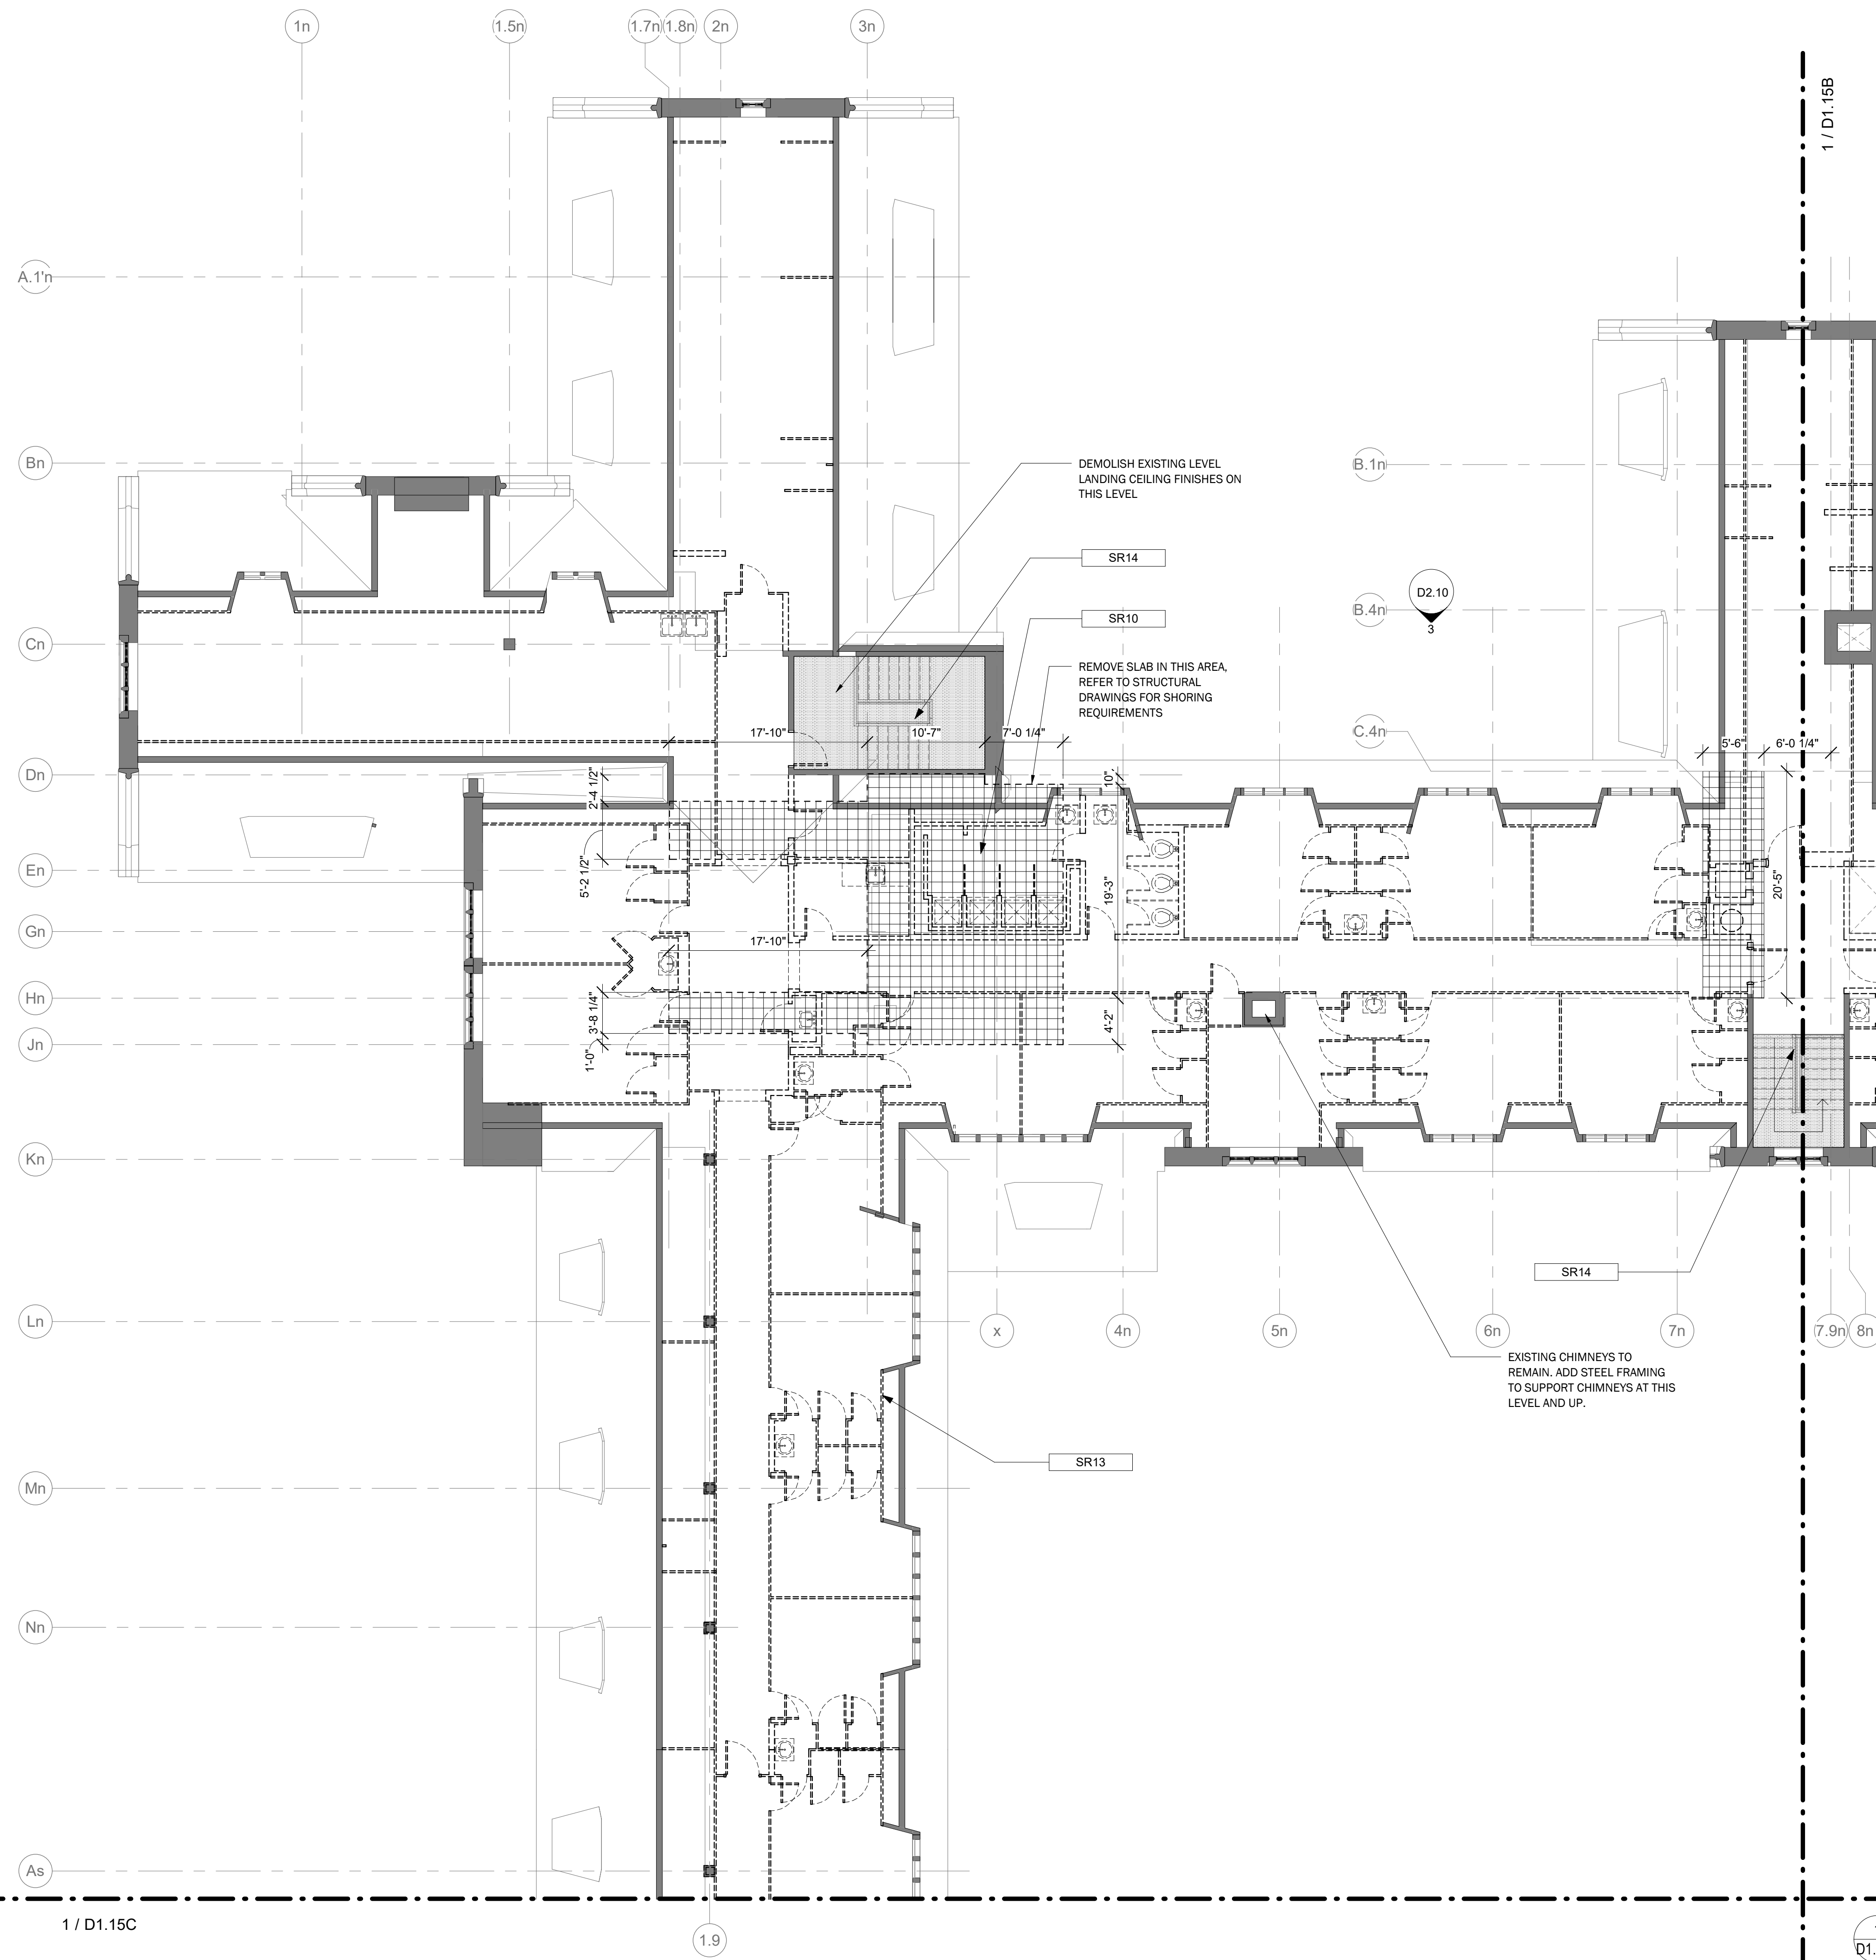 1n
1.5n
1.7n
1.8n
2n
3n
1 / D1.15B
A.1'n
Bn
DEMOLISH EXISTING LEVEL
LANDING CEILING FINISHES ON
THIS LEVEL
B.1n
SR14
D2.10
3
B.4n
SR10
Cn
REMOVE SLAB IN THIS AREA,
REFER TO STRUCTURAL
DRAWINGS FOR SHORING
REQUIREMENTS
C.4n
17'-10"
10'-7"
7'-0 1/4"
5'-6"
6'-0 1/4"
Dn
2'-4 1/2"
10"
En
5'-2 1/2"
19'-3"
20'-5"
Gn
17'-10"
Hn
3'-8 1/4"
4'-2"
Jn
1'-0"
Kn
SR14
Ln
x
4n
5n
6n
7n
7.9n
8n
EXISTING CHIMNEYS TO
REMAIN. ADD STEEL FRAMING
TO SUPPORT CHIMNEYS AT THIS
LEVEL AND UP.
SR13
Mn
Nn
As
1 / D1.15C
1.9